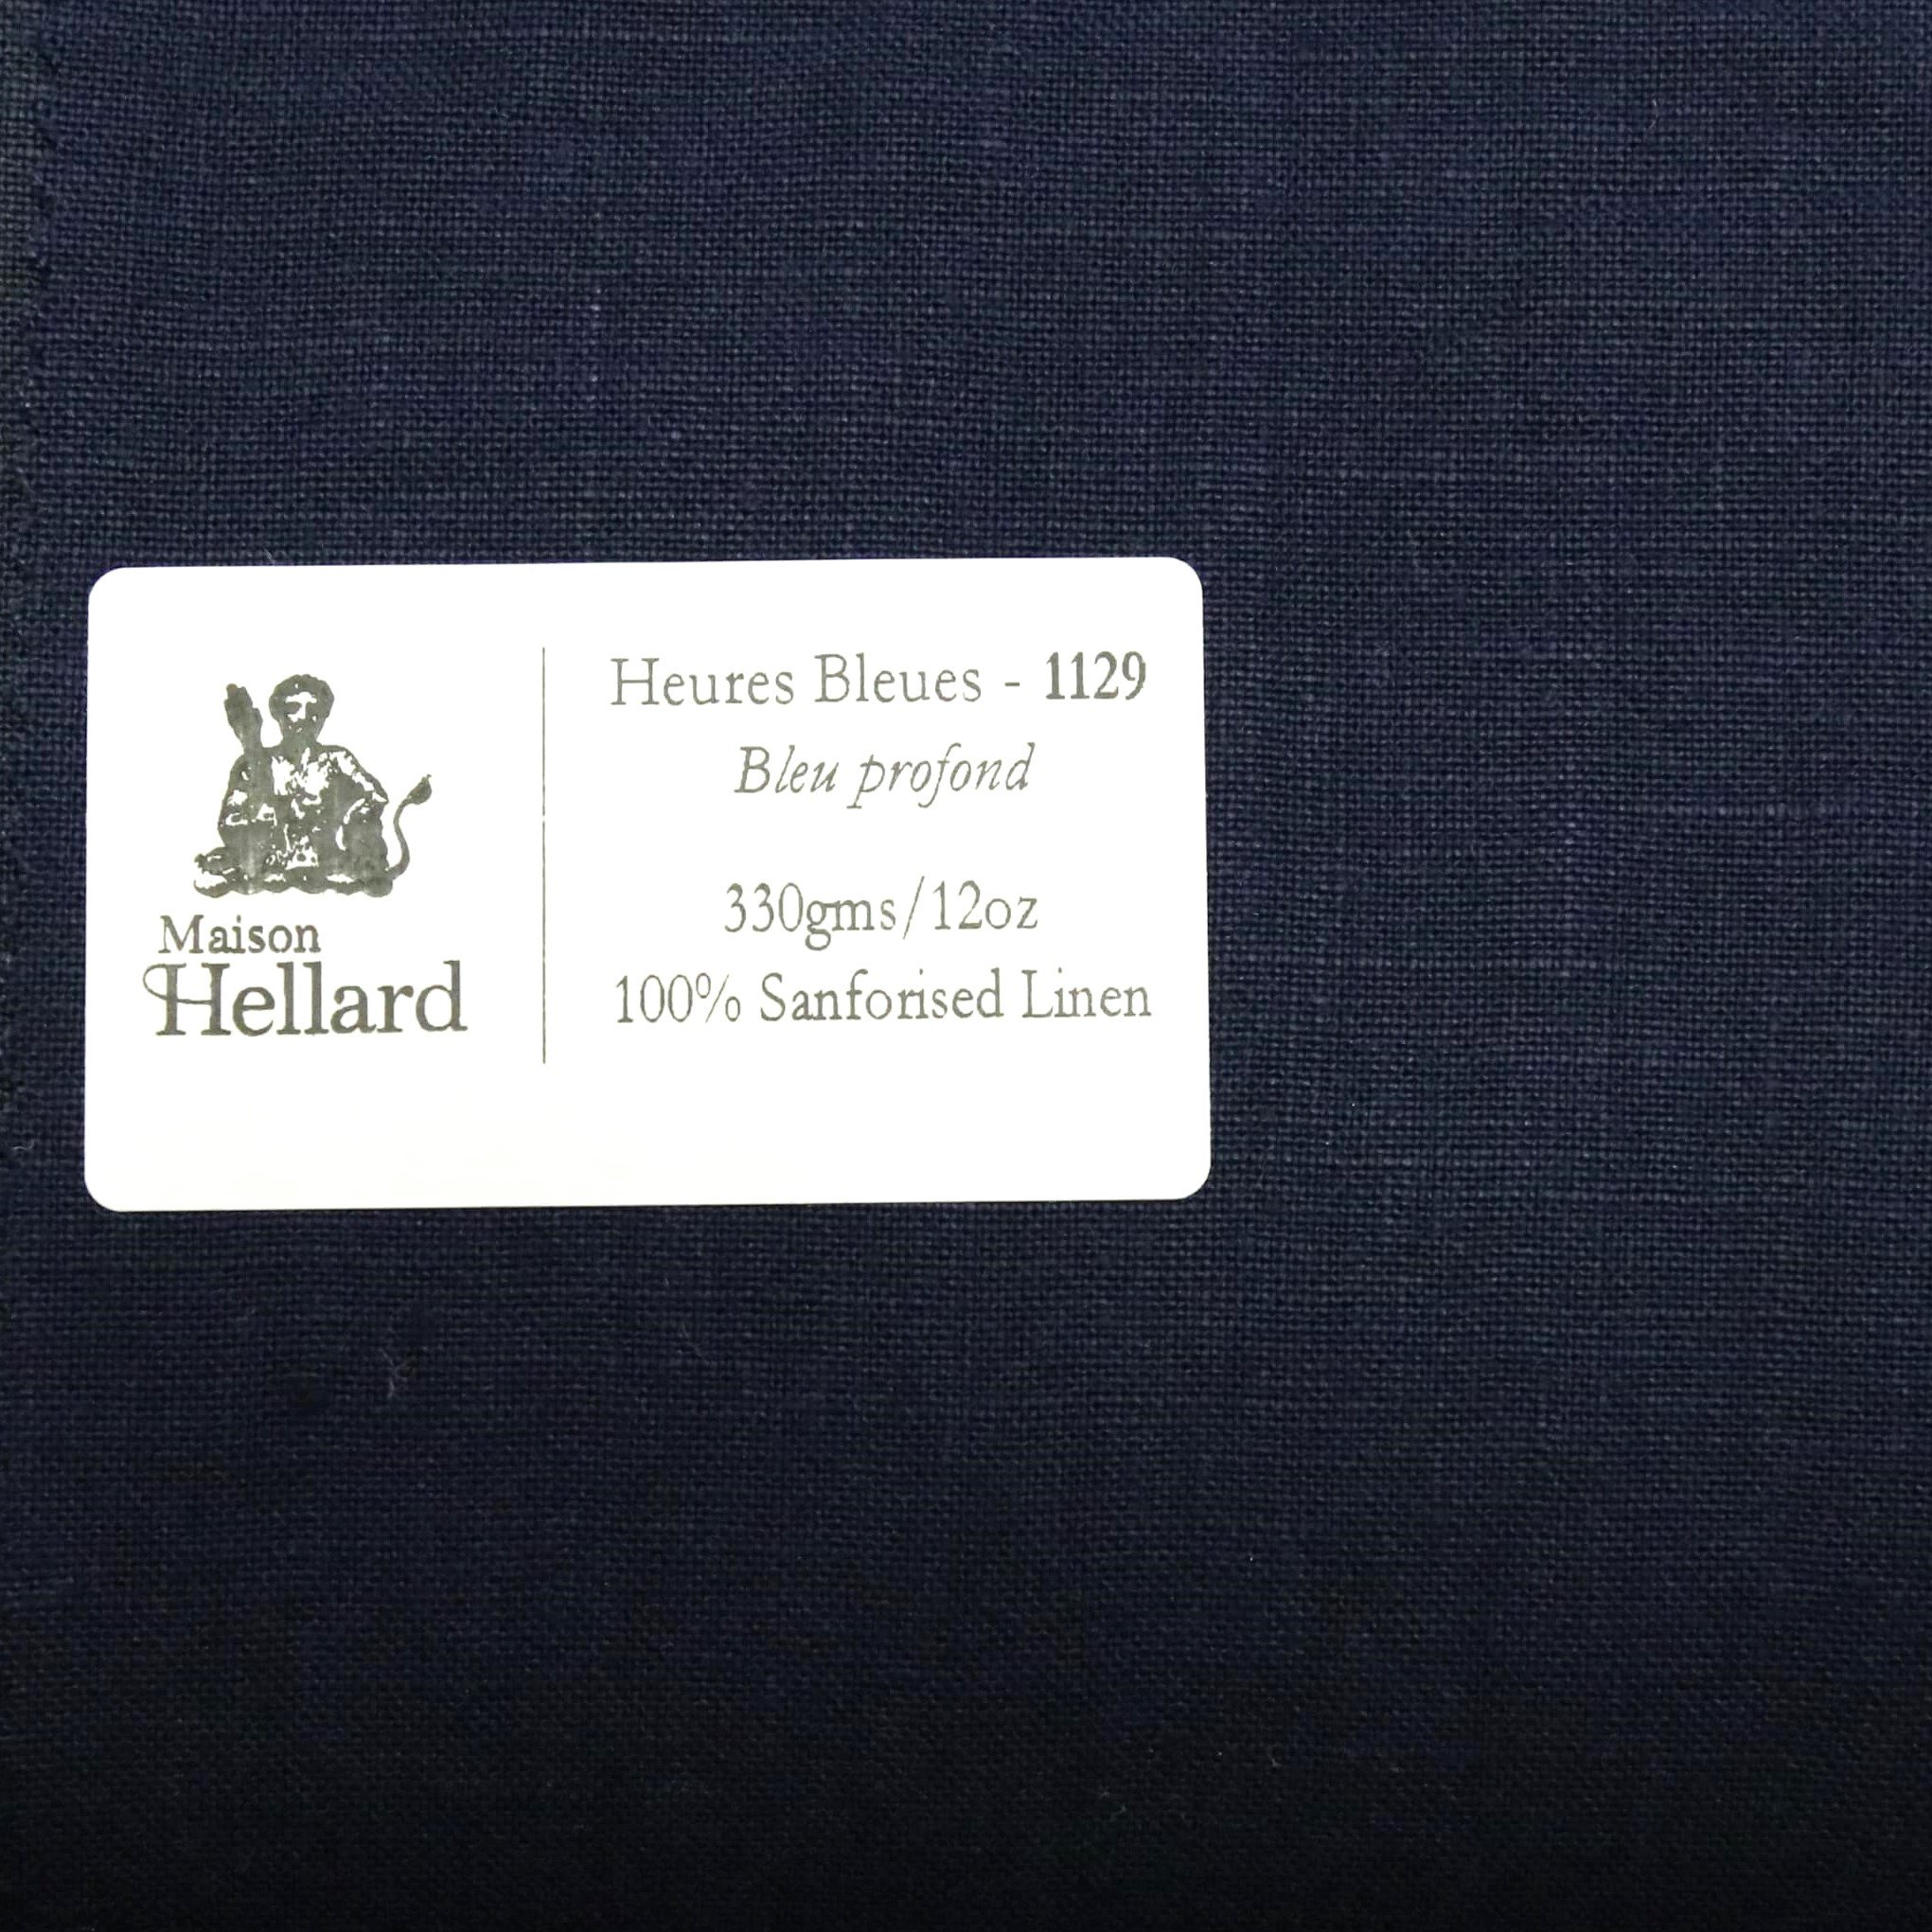 Maison
Hellard
Heures Bleues - 1129
Bleu profond
330gms/12oz
100% Sanforised Linen